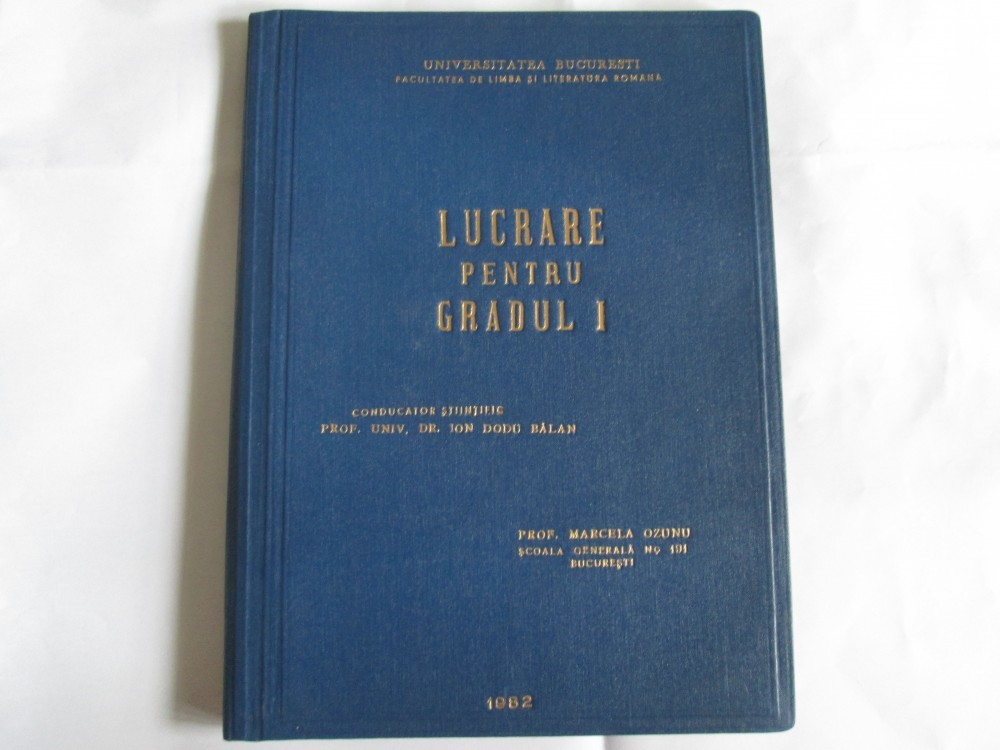 UNIVERSITATEA BUCUREȘTI
FACULTATEA DE LIMBA ȘI LITERATURA ROMÂNĂ
LUCRARE
PENTRU
GRADUL I
CONDUCATOR ȘTIINȚIFIC
PROF. UNIV. DR. ION DODU BĂLAN
PROF. MARCELA OZUNU
ȘCOALA GENERALĂ No 191
BUCUREȘTI
1982